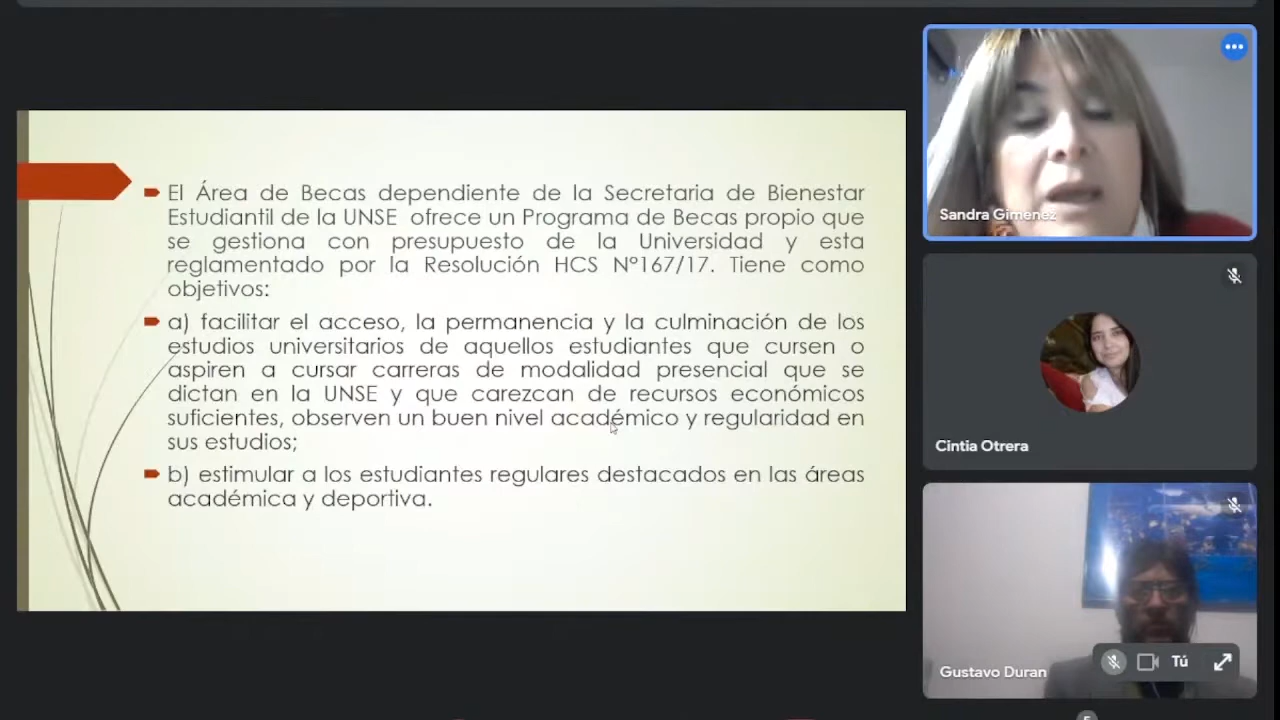 El Área de Becas dependiente de la Secretaria de Bienestar
Estudiantil de la UNSE ofrece un Programa de Becas propio que
se gestiona con presupuesto de la Universidad y esta
reglamentado por la Resolución HCS N°167/17. Tiene como
objetivos:
a) facilitar el acceso, la permanencia y la culminación de los
estudios universitarios de aquellos estudiantes que cursen o
aspiren a cursar carreras de modalidad presencial que se
dictan en la UNSE y que carezcan de recursos económicos
suficientes, observen un buen nivel académico y regularidad en
sus estudios;
b) estimular a los estudiantes regulares destacados en las áreas
académica y deportiva.
Sandra Gimenez
Cintia Otrera
Tú
Gustavo Duran